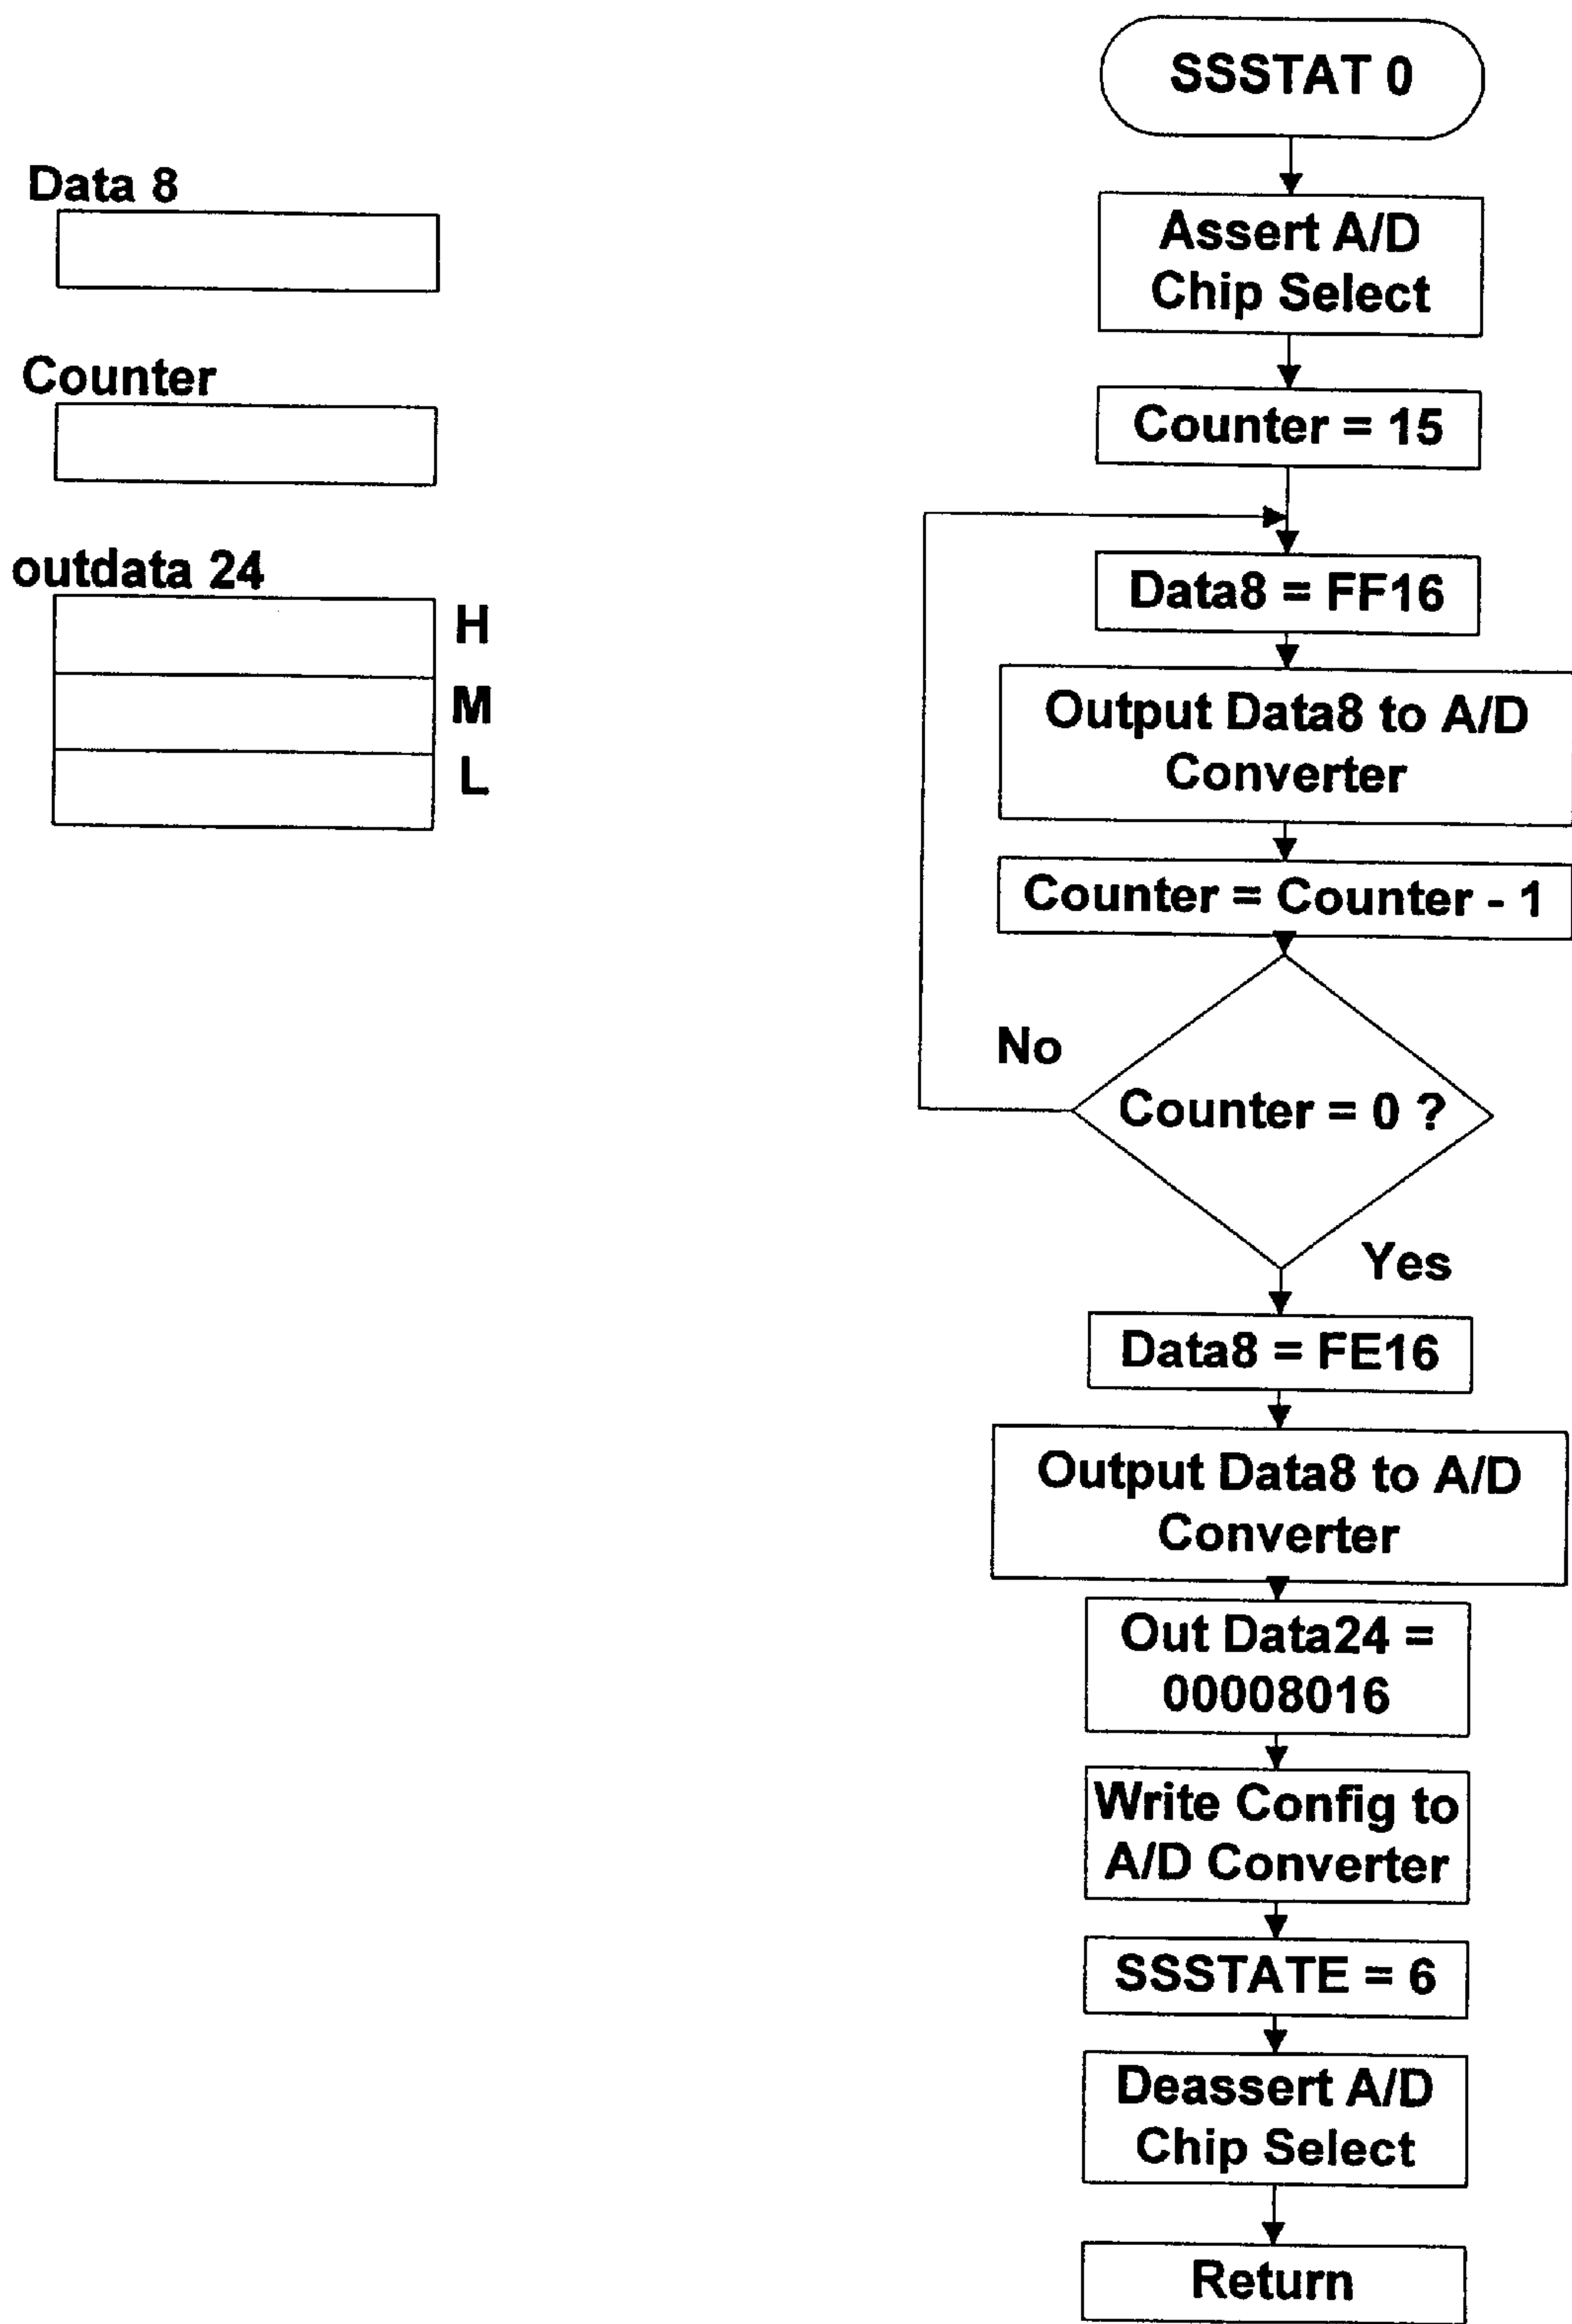 Data 8
Counter
outdata 24
H
M
L
SSSTAT 0
Assert A/D
Chip Select
Counter = 15
Data8 = FF16
Output Data8 to A/D
Converter
Counter = Counter - 1
No
Counter = 0 ?
Yes
Data8 = FE16
Output Data8 to A/D
Converter
Out Data24 =
00008016
Write Config to
A/D Converter
SSSTATE = 6
Deassert A/D
Chip Select
Return